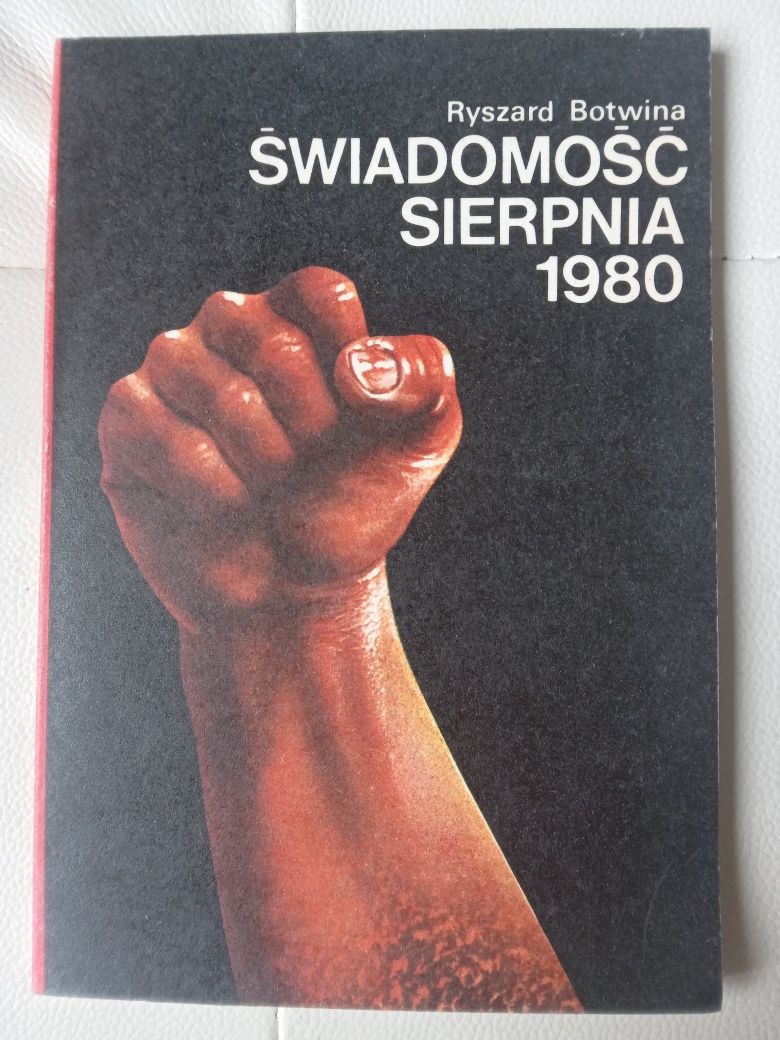 Ryszard Botwina
ŚWIADOMOŚĆ
SIERPNIA
1980